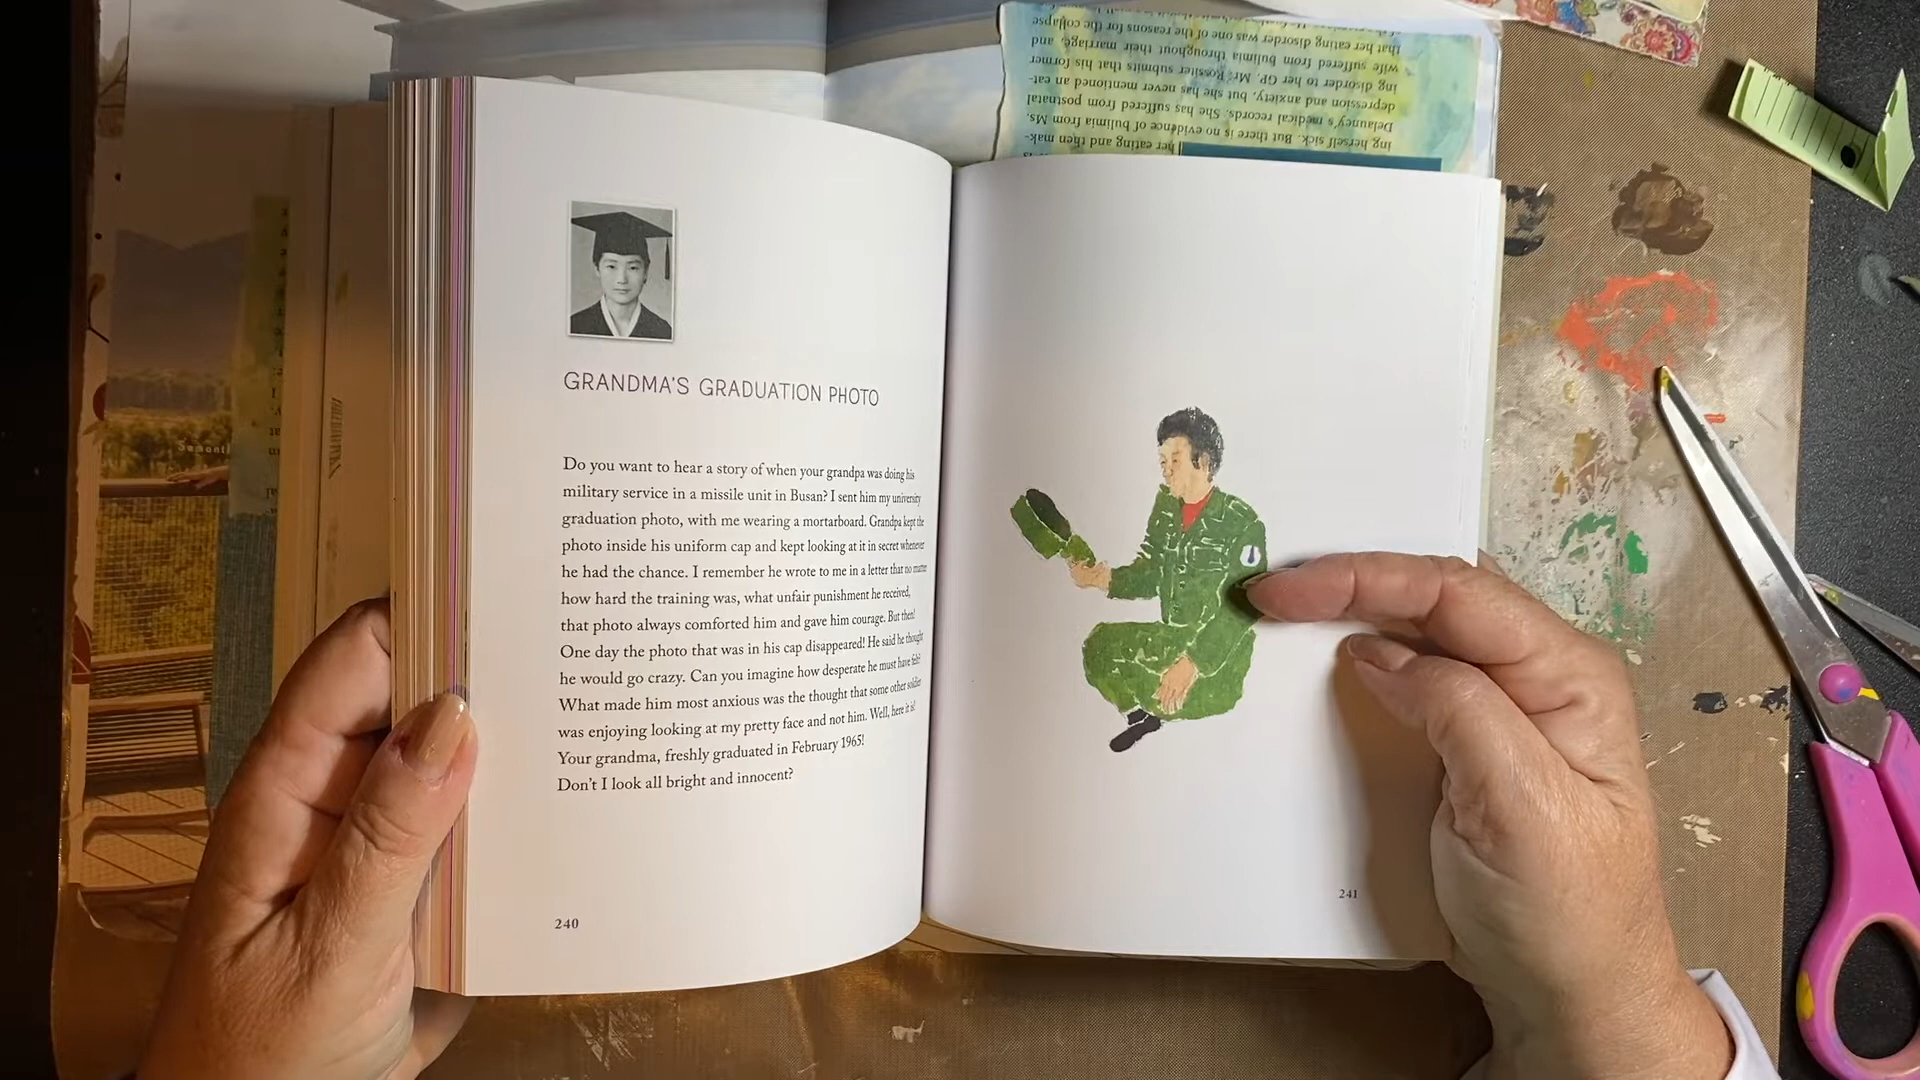 GRANDMA'S GRADUATION PHOTO
Do you want to hear a story of when your grandpa was doing his
military service in a missile unit in Busan? I sent him my university
graduation photo, with me wearing a mortarboard. Grandpa kept the
photo inside his uniform cap and kept looking at it in secret whenever
he had the chance. I remember he wrote to me in a letter that no matter
how hard the training was, what unfair punishment he received,
that photo always comforted him and gave him courage. But then!
One day the photo that was in his cap disappeared! He said he thought
he would go crazy. Can you imagine how desperate he must have felt?
What made him most anxious was the thought that some other soldier
was enjoying looking at my pretty face and not him. Well, here it is!
Your grandma, freshly graduated in February 1965!
Don't I look all bright and innocent?
240
241
her eating and then mak-
ing herself sick. But there is no evidence of bulimia from Ms.
Delauney's medical records. She has suffered from postnatal
depression and anxiety, but she has never mentioned an eat-
ing disorder to her GP. Mr. Rossiter submits that his former
wife suffered from bulimia throughout their marriage, and
that her eating disorder was one of the reasons for the collapse